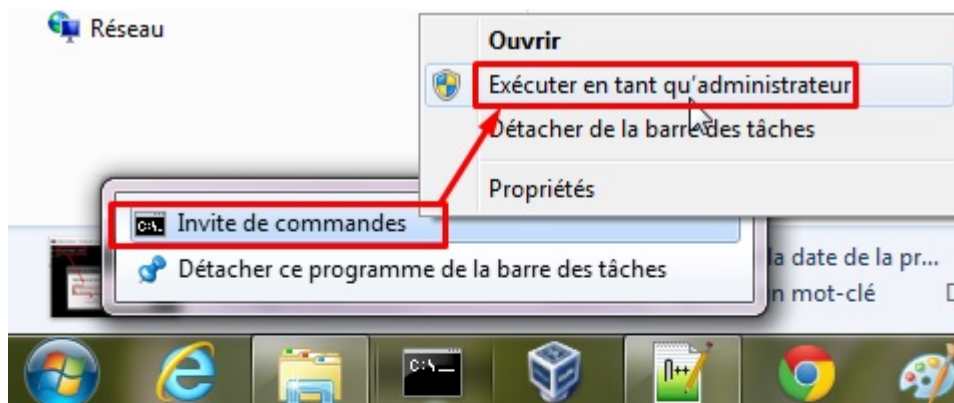 Réseau
Ouvrir
Exécuter en tant qu'administrateur
Détacher de la barre des tâches
Propriétés
Invite de commandes
Détacher ce programme de la barre des tâches
la date de la pr...
n mot-clé
C:\_
N++